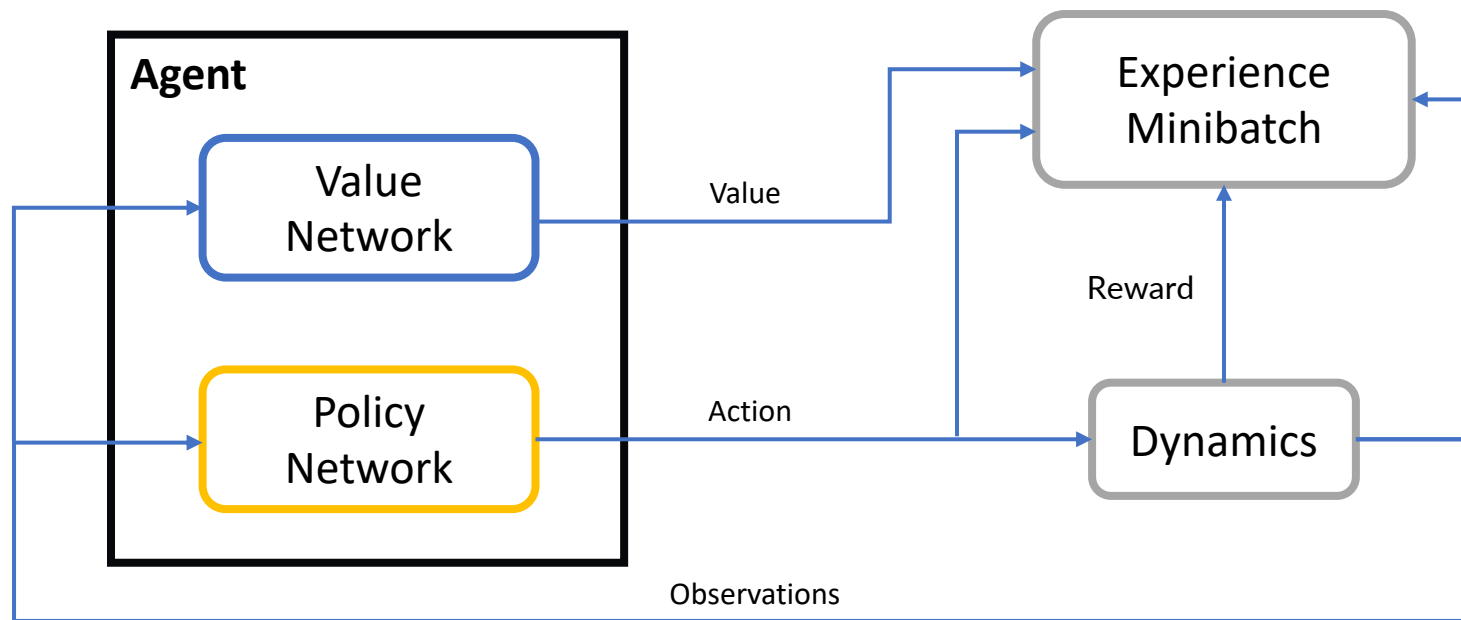 Agent
Value
Network
Policy
Network
Value
Action
Experience
Minibatch
Reward
Dynamics
Observations